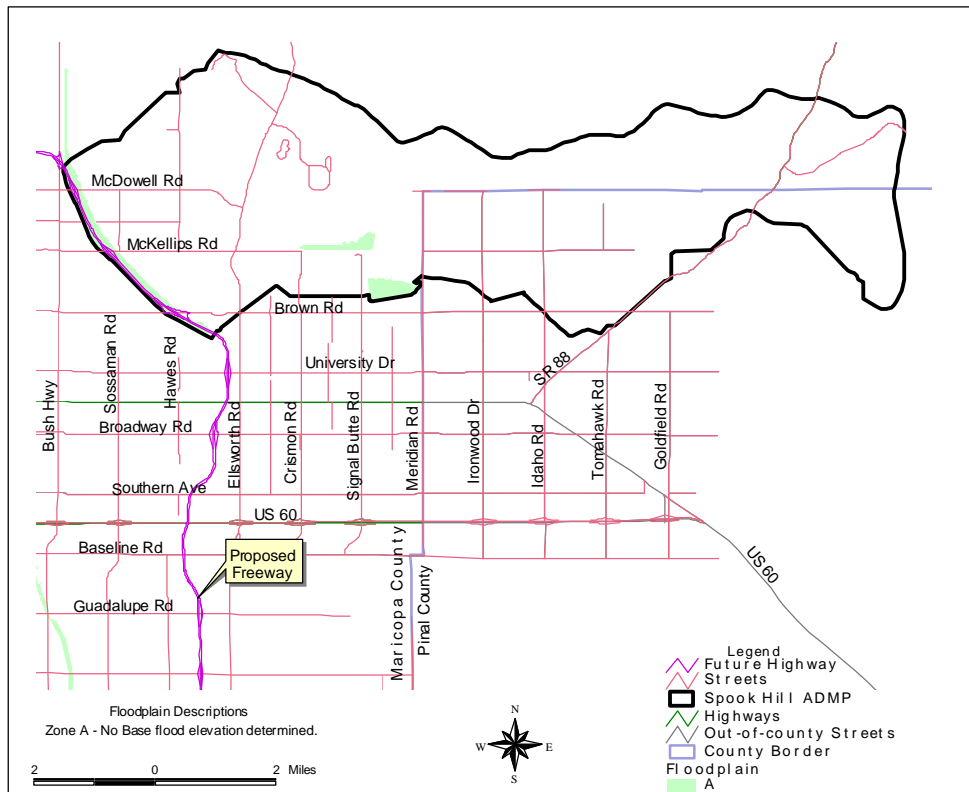 McDowell Rd
McKellips Rd
Brown Rd
University Dr
SR 88
Bush Hwy
Sossaman Rd
Hawes Rd
Ellsworth Rd
Crismon Rd
Signal Butte Rd
Meridian Rd
Ironwood Dr
Idaho Rd
Tomahawk Rd
Goldfield Rd
Broadway Rd
Southern Ave
US 60
Baseline Rd
Proposed
Freeway
US 60
Guadalupe Rd
Maricopa County
Pinal County
Legend
Future Highway
Streets
Spook Hill ADMP
Highways
Out-of-county Streets
County Border
Floodplain
A
Floodplain Descriptions
Zone A - No Base flood elevation determined.
N
W
E
S
2 0 2 Miles